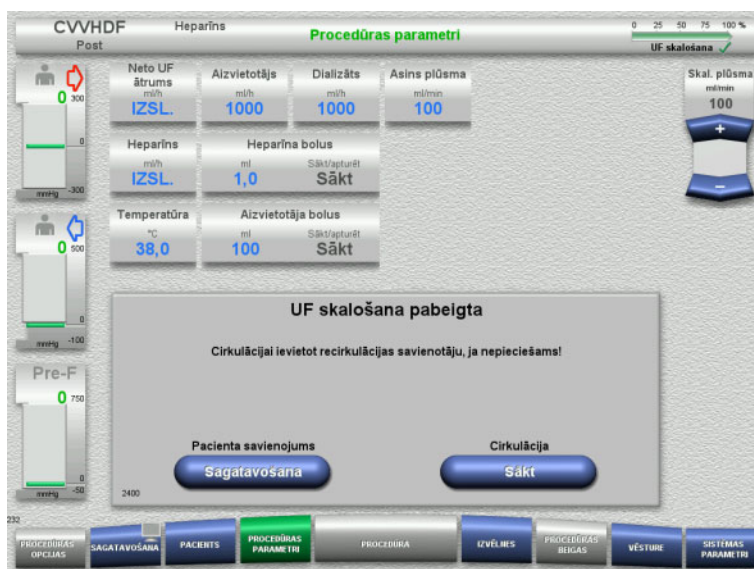 CVVHDF
Post
Heparīns
Procedūras parametri
0 25 50 75 100 %
UF skalošana
0
300
0
-300
mmHg
Neto UF
ātrums
ml/h
IZSL.
Aizvietotājs
ml/h
1000
Dializāts
ml/h
1000
Asins plūsma
ml/min
100
Skal. plūsma
ml/min
100
+
−
Heparīns
ml/h
IZSL.
Heparīna bolus
ml
1,0
Sākt/apturēt
Sākt
Temperatūra
°C
38,0
Aizvietotāja bolus
ml
100
Sākt/apturēt
Sākt
0
500
0
-100
mmHg
Pre-F
0
750
0
-50
mmHg
UF skalošana pabeigta
Cirkulācijai ievietot recirkulācijas savienotāju, ja nepieciešams!
Pacienta savienojums
Sagatavošana
Cirkulācija
Sākt
2400
232
PROCEDŪRAS
OPCIJAS
SAGATAVOŠANA
PACIENTS
PROCEDŪRAS
PARAMETRI
PROCEDŪRA
IZVĒLNES
PROCEDŪRAS
BEIGAS
VĒSTURE
SISTĒMAS
PARAMETRI